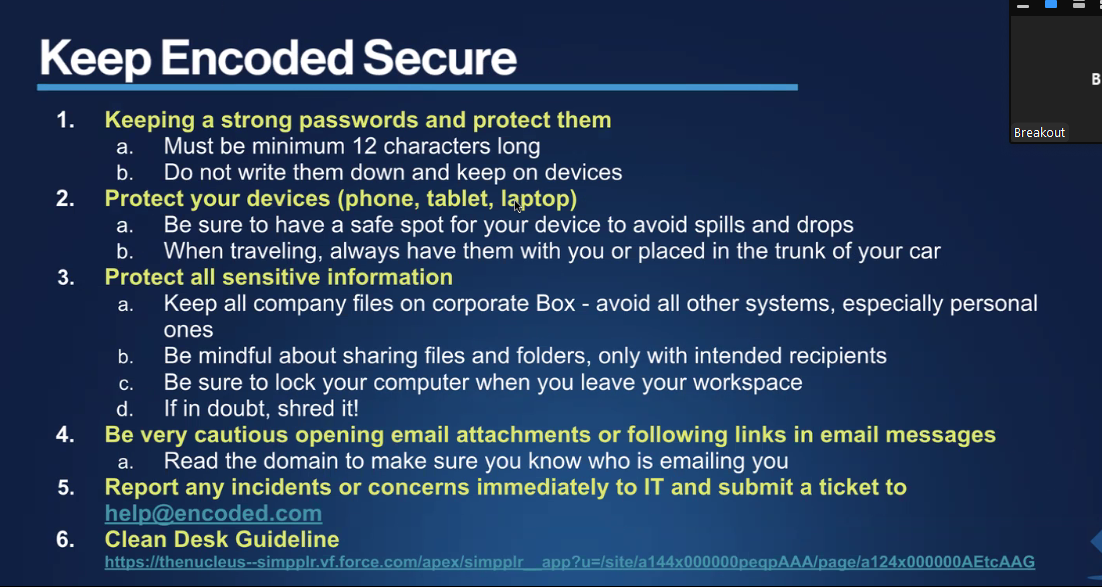 Keep Encoded Secure
B
Breakout
1. Keeping a strong passwords and protect them
a. Must be minimum 12 characters long
b. Do not write them down and keep on devices
2. Protect your devices (phone, tablet, laptop)
a. Be sure to have a safe spot for your device to avoid spills and drops
b. When traveling, always have them with you or placed in the trunk of your car
3. Protect all sensitive information
a. Keep all company files on corporate Box - avoid all other systems, especially personal
ones
b. Be mindful about sharing files and folders, only with intended recipients
c. Be sure to lock your computer when you leave your workspace
d. If in doubt, shred it!
4. Be very cautious opening email attachments or following links in email messages
a. Read the domain to make sure you know who is emailing you
5. Report any incidents or concerns immediately to IT and submit a ticket to
help@encoded.com
6. Clean Desk Guideline
https://thenucleus--simpplr.vf.force.com/apex/simpplr__app?u=/site/a144x000000peqpAAA/page/a124x000000AEtcAAG